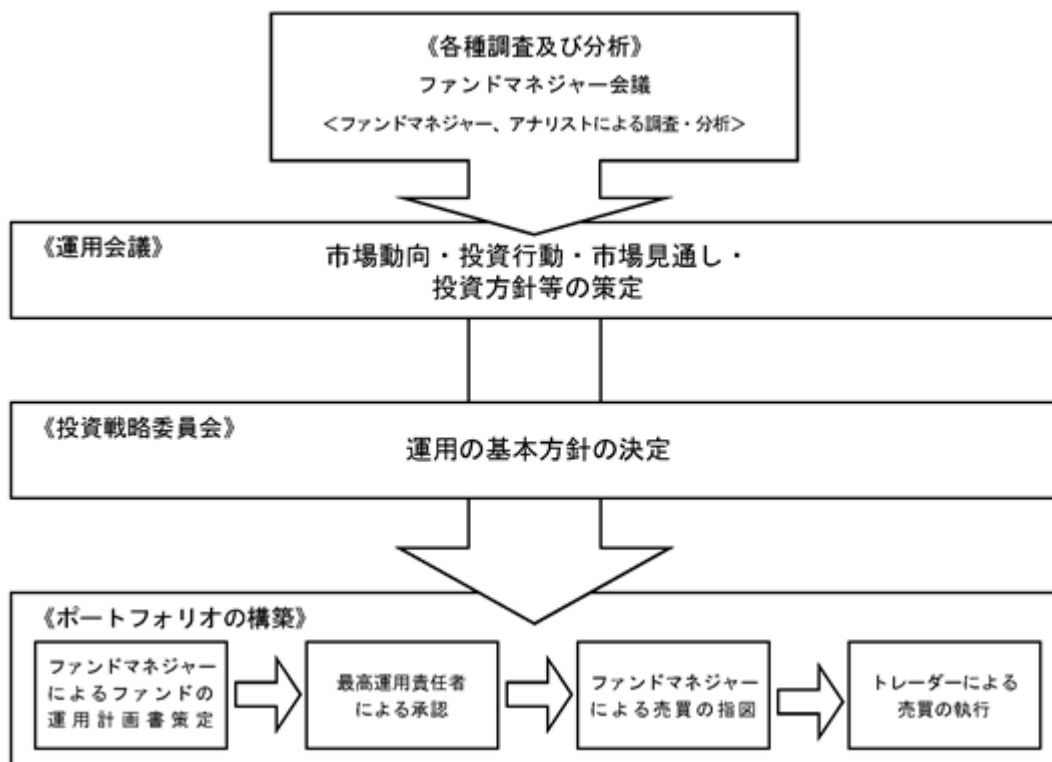 《各種調査及び分析》
ファンドマネジャー会議
＜ファンドマネジャー、アナリストによる調査・分析＞
《運用会議》
市場動向・投資行動・市場見通し・
投資方針等の策定
《投資戦略委員会》
運用の基本方針の決定
《ポートフォリオの構築》
ファンドマネジャー
によるファンドの
運用計画書策定
最高運用責任者
による承認
ファンドマネジャー
による売買の指図
トレーダーによる
売買の執行